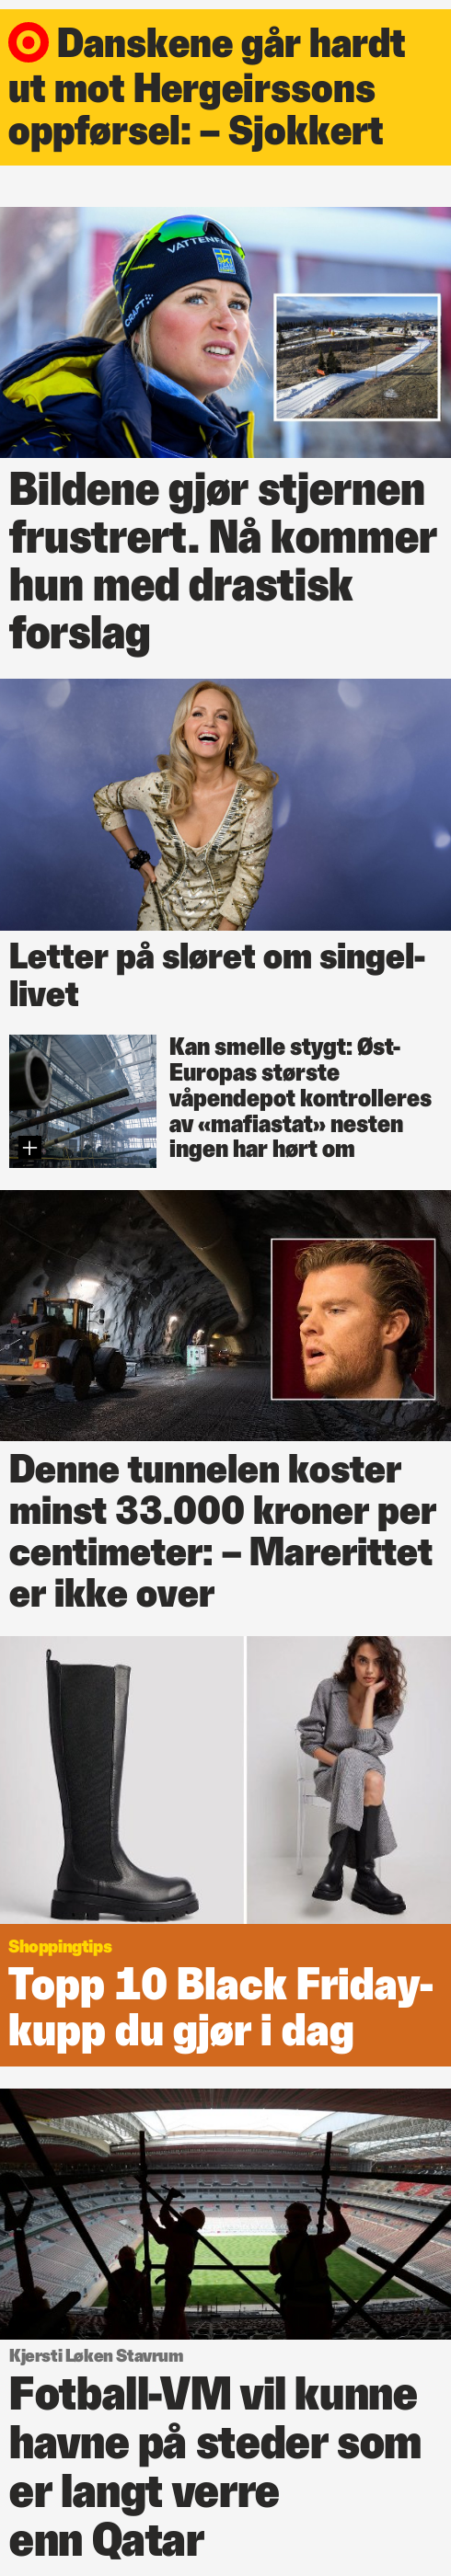 Danskene går hardt
ut mot Hergeirssons
oppførsel: – Sjokkert
VATTENF
SKI
CRAFT
Bildene gjør stjernen
frustrert. Nå kommer
hun med drastisk
forslag
Letter på sløret om singel-
livet
Kan smelle stygt: Øst-
Europas største
våpendepot kontrolleres
av «mafiastat» nesten
ingen har hørt om
Denne tunnelen koster
minst 33.000 kroner per
centimeter: – Marerittet
er ikke over
Shoppingtips
Topp 10 Black Friday-
kupp du gjør i dag
Kjersti Løken Stavrum
Fotball-VM vil kunne
havne på steder som
er langt verre
enn Qatar